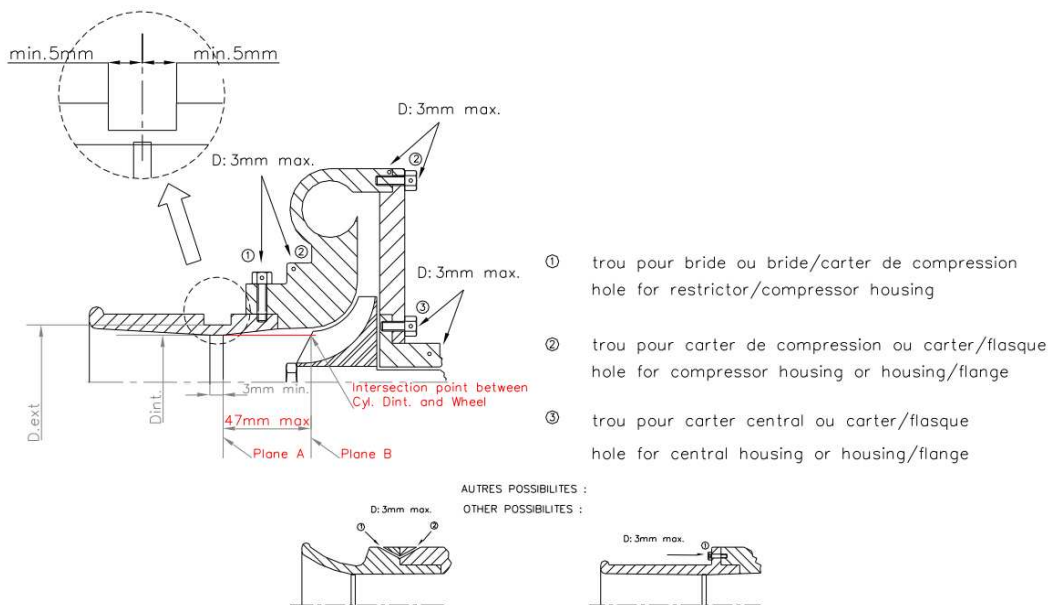 min.5mm
min.5mm
D:3mm max.
②
D:3mm max.
①
②
D:3mm max.
③
① trou pour bride ou bride/carter de compression
hole for restrictor/compressor housing
② trou pour carter de compression ou carter/flasque
hole for compressor housing or housing/flange
③ trou pour carter central ou carter/flasque
hole for central housing or housing/flange
D.ext
Dint.
3mm min.
Intersection point between
Cyl. Dint. and Wheel
47mm max
Plane A
Plane B
AUTRES POSSIBILITES :
OTHER POSSIBILITES :
D:3mm max.
①
②
D:3mm max.
①